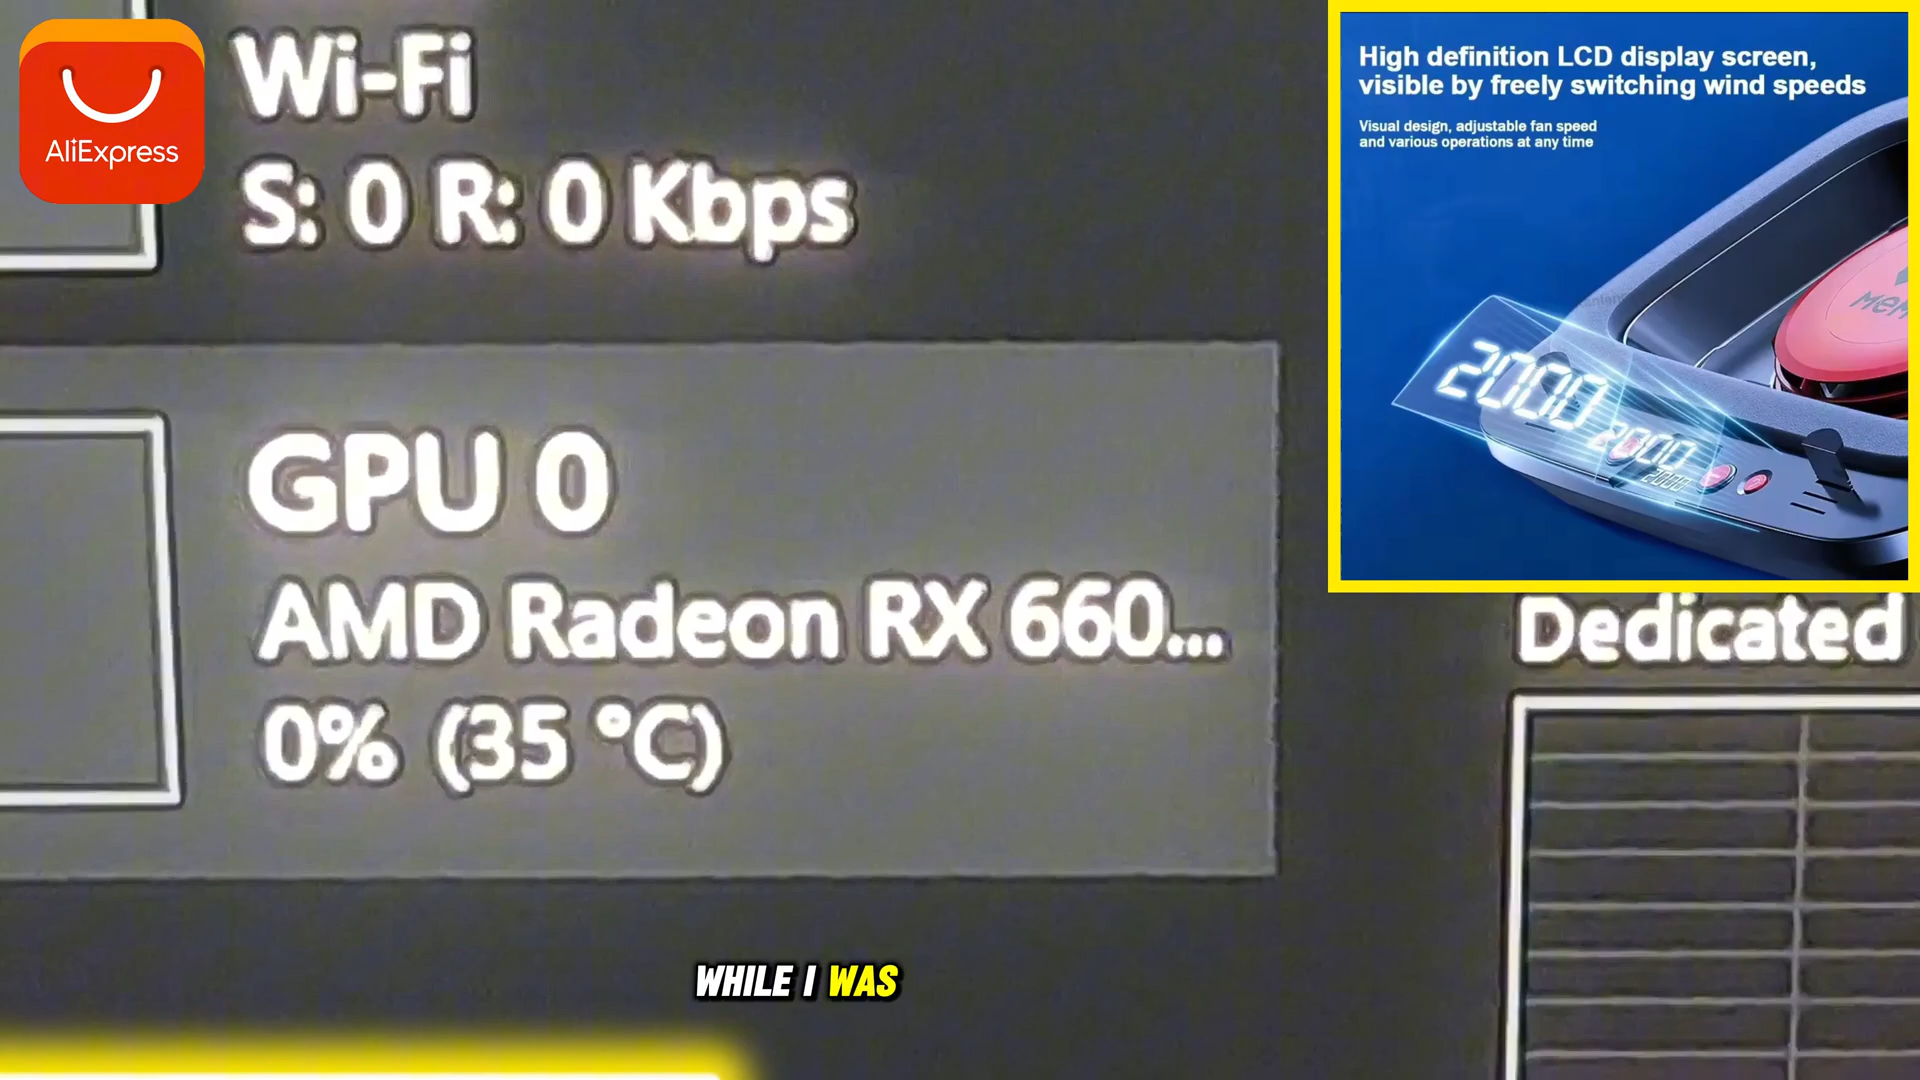 AliExpress
Wi-Fi
S: 0 R: 0 Kbps
GPU 0
AMD Radeon RX 660...
0% (35 °C)
High definition LCD display screen,
visible by freely switching wind speeds
Visual design, adjustable fan speed
and various operations at any time
2000
2000
2000
Dedicated
WHILE I WAS